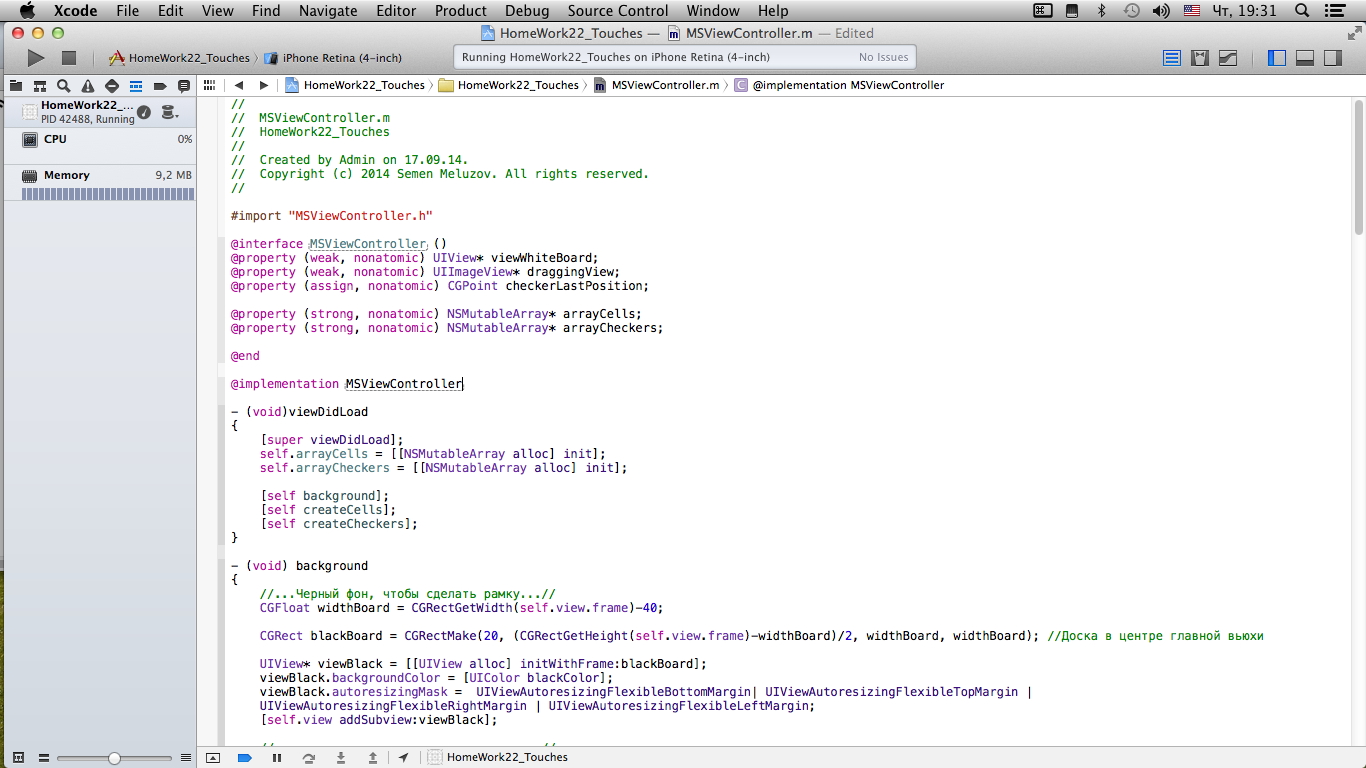 Xcode File Edit View Find Navigate Editor Product Debug Source Control Window Help Чт, 19:31
HomeWork22_Touches — MSViewController.m — Edited
HomeWork22_Touches iPhone Retina (4-inch) Running HomeWork22_Touches on iPhone Retina (4-inch) No Issues
HomeWork22_Touches HomeWork22_Touches MSViewController.m @implementation MSViewController
HomeWork22_...
PID 42488, Running
CPU 0%
Memory 9,2 MB
//
//  MSViewController.m
//  HomeWork22_Touches
//
//  Created by Admin on 17.09.14.
//  Copyright (c) 2014 Semen Meluzov. All rights reserved.
//
#import "MSViewController.h"
@interface MSViewController ()
@property (weak, nonatomic) UIView* viewWhiteBoard;
@property (weak, nonatomic) UIImageView* draggingView;
@property (assign, nonatomic) CGPoint checkerLastPosition;
@property (strong, nonatomic) NSMutableArray* arrayCells;
@property (strong, nonatomic) NSMutableArray* arrayCheckers;
@end
@implementation MSViewController
- (void)viewDidLoad
{
    [super viewDidLoad];
    self.arrayCells = [[NSMutableArray alloc] init];
    self.arrayCheckers = [[NSMutableArray alloc] init];
    [self background];
    [self createCells];
    [self createCheckers];
}
- (void) background
{
    //...Черный фон, чтобы сделать рамку...//
    CGFloat widthBoard = CGRectGetWidth(self.view.frame)-40;
    CGRect blackBoard = CGRectMake(20, (CGRectGetHeight(self.view.frame)-widthBoard)/2, widthBoard, widthBoard); //Доска в центре главной вьюхи
    UIView* viewBlack = [[UIView alloc] initWithFrame:blackBoard];
    viewBlack.backgroundColor = [UIColor blackColor];
    viewBlack.autoresizingMask =  UIViewAutoresizingFlexibleBottomMargin| UIViewAutoresizingFlexibleTopMargin |
    UIViewAutoresizingFlexibleRightMargin | UIViewAutoresizingFlexibleLeftMargin;
    [self.view addSubview:viewBlack];
HomeWork22_Touches